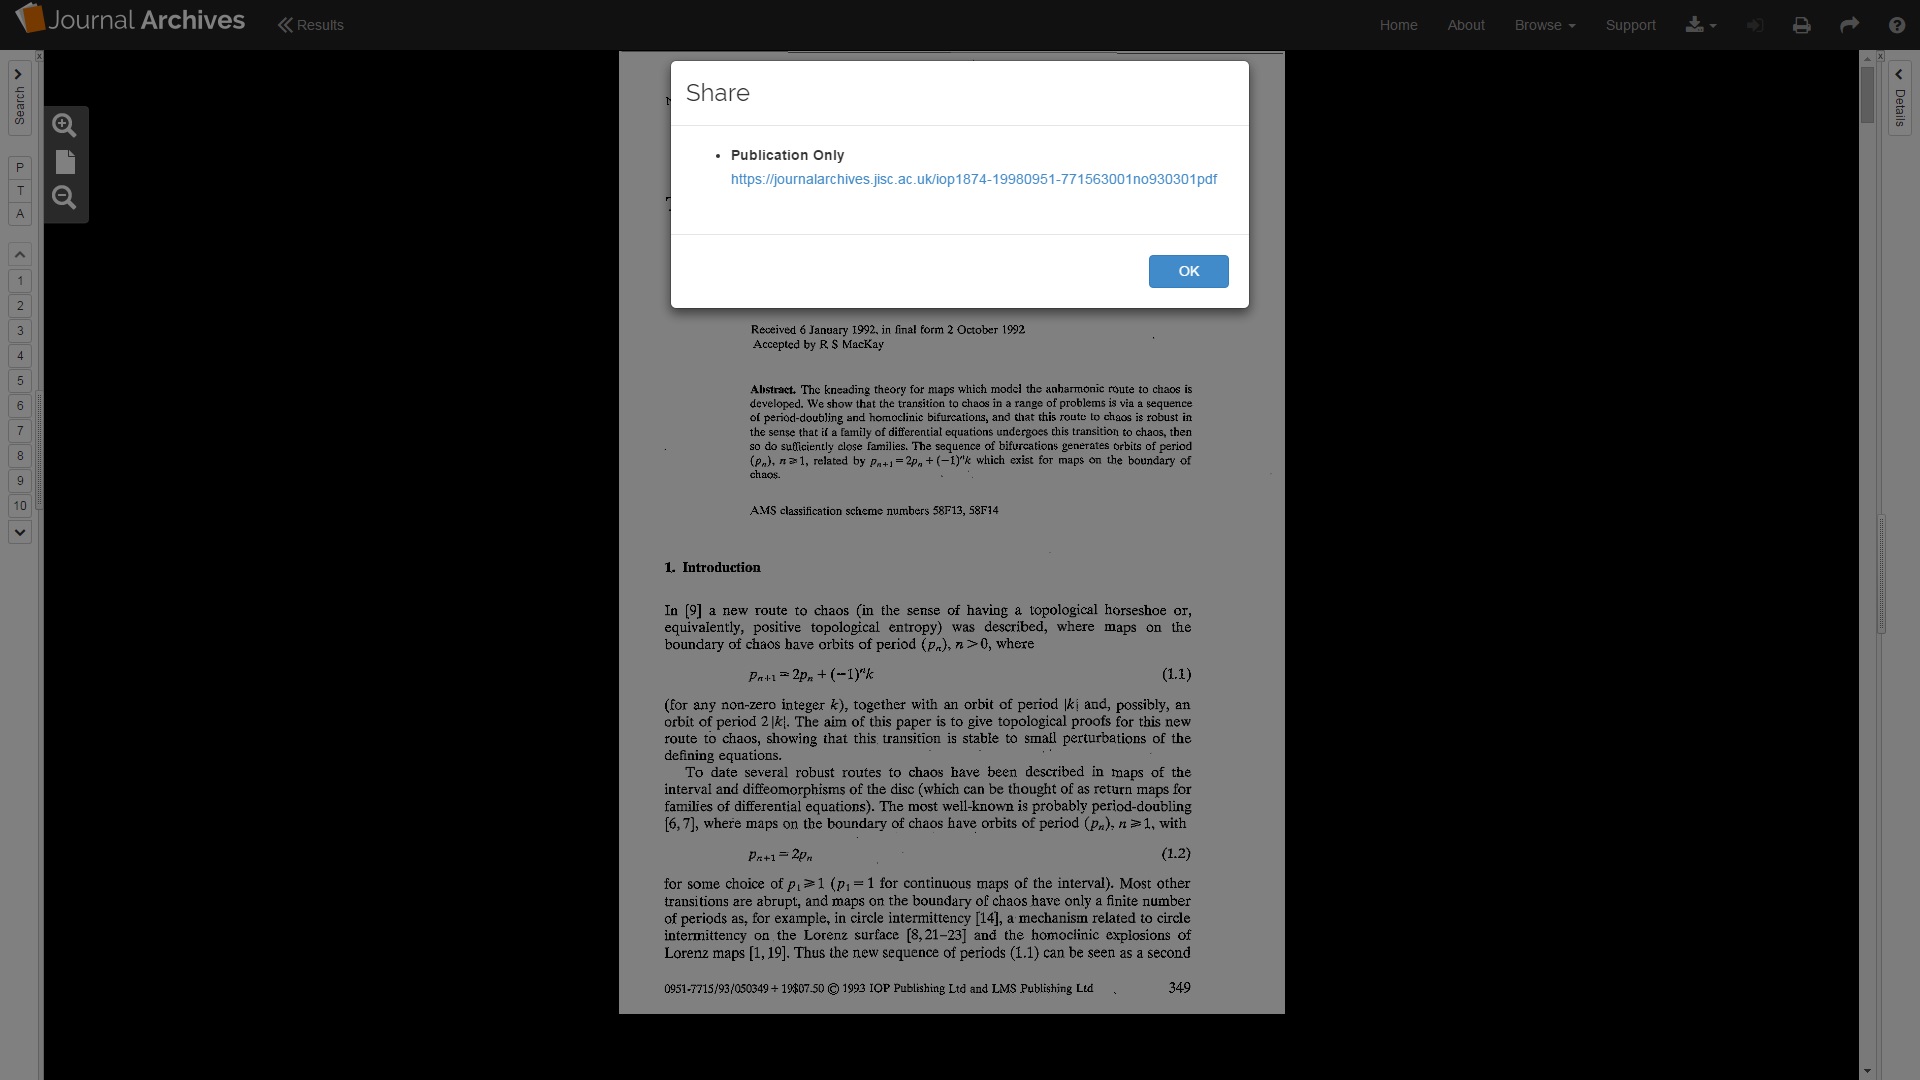 Journal Archives
Results
Home
About
Browse
Support
Search
P
T
A
1
2
3
4
5
6
7
8
9
10
Details
Share
Publication Only
https://journalarchives.jisc.ac.uk/iop1874-19980951-771563001no930301pdf
OK
Received 6 January 1992, in final form 2 October 1992
Accepted by R S MacKay
Abstract. The kneading theory for maps which model the anharmonic route to chaos is
developed. We show that the transition to chaos in a range of problems is via a sequence
of period-doubling and homoclinic bifurcations, and that this route to chaos is robust in
the sense that if a family of differential equations undergoes this transition to chaos, then
so do sufficiently close families. The sequence of bifurcations generates orbits of period
(pₙ), n ⩾ 1, related by pₙ₊₁ = 2pₙ + (−1)ⁿk which exist for maps on the boundary of
chaos.
AMS classification scheme numbers 58F13, 58F14
1. Introduction
In [9] a new route to chaos (in the sense of having a topological horseshoe or,
equivalently, positive topological entropy) was described, where maps on the
boundary of chaos have orbits of period (pₙ), n > 0, where
pₙ₊₁ = 2pₙ + (−1)ⁿk (1.1)
(for any non-zero integer k), together with an orbit of period |k| and, possibly, an
orbit of period 2 |k|. The aim of this paper is to give topological proofs for this new
route to chaos, showing that this transition is stable to small perturbations of the
defining equations.
To date several robust routes to chaos have been described in maps of the
interval and diffeomorphisms of the disc (which can be thought of as return maps for
families of differential equations). The most well-known is probably period-doubling
[6, 7], where maps on the boundary of chaos have orbits of period (pₙ), n ⩾ 1, with
pₙ₊₁ = 2pₙ (1.2)
for some choice of p₁ ⩾ 1 (p₁ = 1 for continuous maps of the interval). Most other
transitions are abrupt, and maps on the boundary of chaos have only a finite number
of periods as, for example, in circle intermittency [14], a mechanism related to circle
intermittency on the Lorenz surface [8, 21–23] and the homoclinic explosions of
Lorenz maps [1, 19]. Thus the new sequence of periods (1.1) can be seen as a second
0951-7715/93/050349 + 19$07.50 © 1993 IOP Publishing Ltd and LMS Publishing Ltd 349